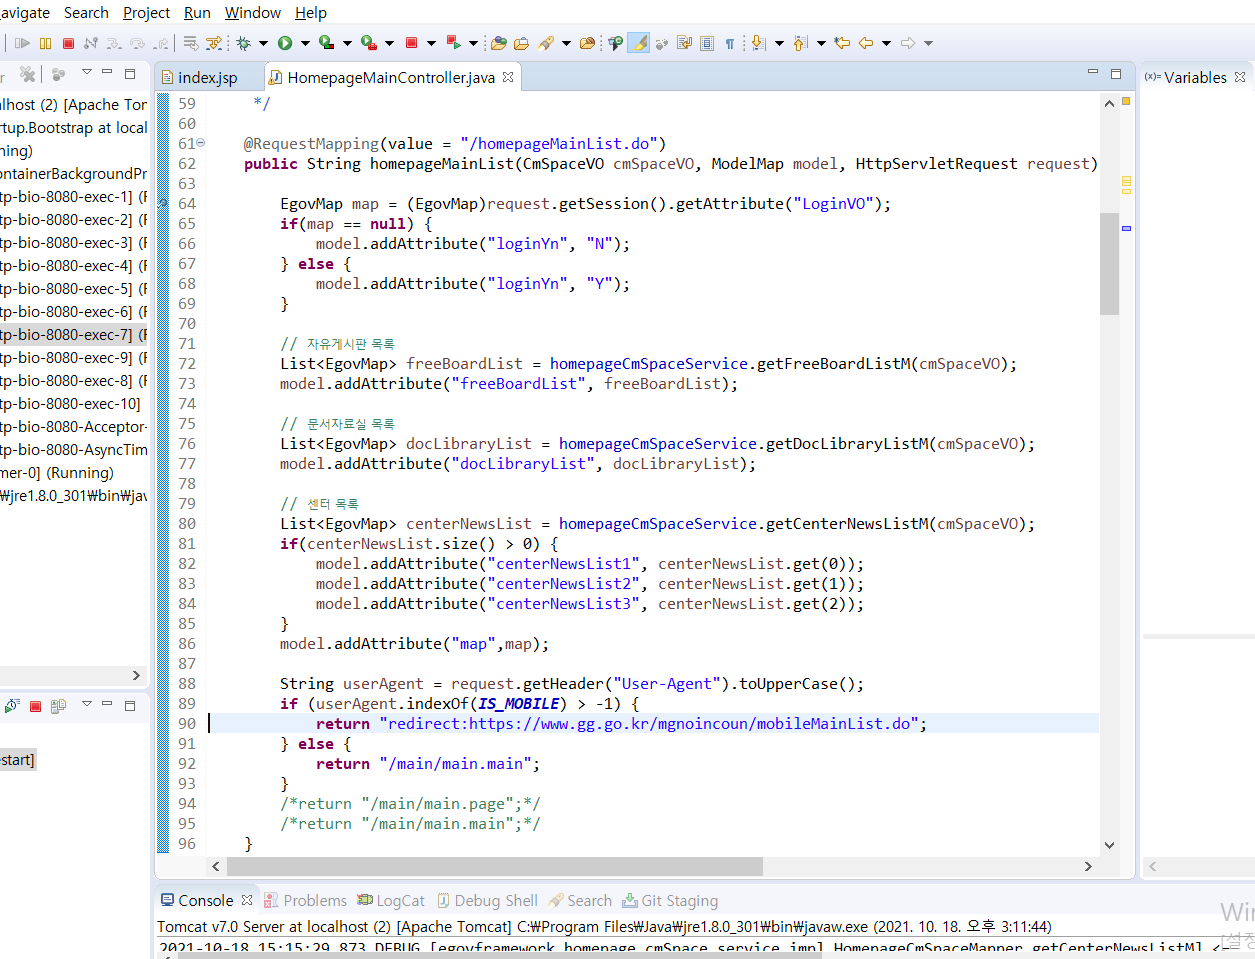 avigate Search Project Run Window Help
index.jsp HomepageMainController.java (x)= Variables
lhost (2) [Apache Tor
rtup.Bootstrap at local
ning)
ontainerBackgroundPr
tp-bio-8080-exec-1] (F
tp-bio-8080-exec-2] (F
tp-bio-8080-exec-3] (F
tp-bio-8080-exec-4] (F
tp-bio-8080-exec-5] (F
tp-bio-8080-exec-6] (F
tp-bio-8080-exec-7] (F
tp-bio-8080-exec-9] (F
tp-bio-8080-exec-8] (F
tp-bio-8080-exec-10]
tp-bio-8080-Acceptor-
tp-bio-8080-AsyncTim
mer-0] (Running)
₩jre1.8.0_301₩bin₩jav
start]
59 */
60
61 @RequestMapping(value = "/homepageMainList.do")
62 public String homepageMainList(CmSpaceVO cmSpaceVO, ModelMap model, HttpServletRequest request)
63
64 EgovMap map = (EgovMap)request.getSession().getAttribute("LoginVO");
65 if(map == null) {
66 model.addAttribute("loginYn", "N");
67 } else {
68 model.addAttribute("loginYn", "Y");
69 }
70
71 // 자유게시판 목록
72 List<EgovMap> freeBoardList = homepageCmSpaceService.getFreeBoardListM(cmSpaceVO);
73 model.addAttribute("freeBoardList", freeBoardList);
74
75 // 문서자료실 목록
76 List<EgovMap> docLibraryList = homepageCmSpaceService.getDocLibraryListM(cmSpaceVO);
77 model.addAttribute("docLibraryList", docLibraryList);
78
79 // 센터 목록
80 List<EgovMap> centerNewsList = homepageCmSpaceService.getCenterNewsListM(cmSpaceVO);
81 if(centerNewsList.size() > 0) {
82 model.addAttribute("centerNewsList1", centerNewsList.get(0));
83 model.addAttribute("centerNewsList2", centerNewsList.get(1));
84 model.addAttribute("centerNewsList3", centerNewsList.get(2));
85 }
86 model.addAttribute("map",map);
87
88 String userAgent = request.getHeader("User-Agent").toUpperCase();
89 if (userAgent.indexOf(IS_MOBILE) > -1) {
90 return "redirect:https://www.gg.go.kr/mgnoincoun/mobileMainList.do";
91 } else {
92 return "/main/main.main";
93 }
94 /*return "/main/main.page";*/
95 /*return "/main/main.main";*/
96 }
Console Problems LogCat Debug Shell Search Git Staging
Tomcat v7.0 Server at localhost (2) [Apache Tomcat] C:₩Program Files₩Java₩jre1.8.0_301₩bin₩javaw.exe (2021. 10. 18. 오후 3:11:44)
2021-10-18 15:15:29,873 DEBUG [egovframework.homepage.cmSpace.service.impl.HomepageCmSpaceMapper.getCenterNewsListM] <
Win
[설정